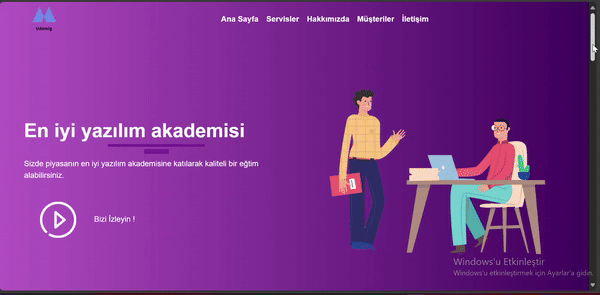 Ana Sayfa Servisler Hakkımızda Müşteriler İletişim
En iyi yazılım akademisi
Sizde piyasanın en iyi yazılım akademisine katılarak kaliteli bir eğtim
alabilirsiniz.
Bizi İzleyin !
Windows'u Etkinleştir
Windows'u etkinleştirmek için Ayarlar'a gidin.